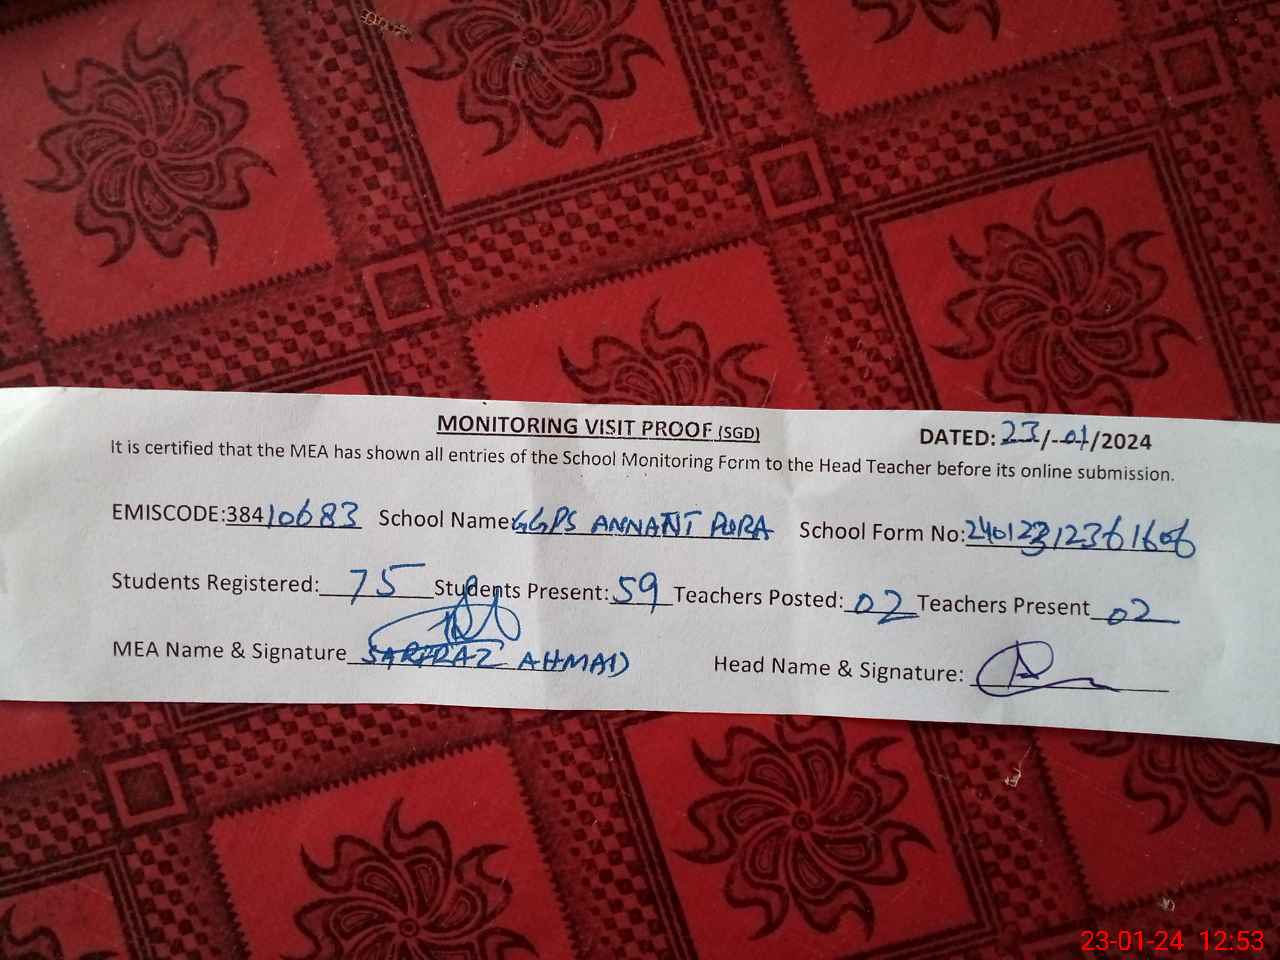 MONITORING VISIT PROOF (SGD) DATED: 23/-01/2024
It is certified that the MEA has shown all entries of the School Monitoring Form to the Head Teacher before its online submission.
EMISCODE:38410683 School Name GGPS ANNANT PURA School Form No:
Students Registered: 75 Students Present: 59 Teachers Posted: 02 Teachers Present 02
MEA Name & Signature SARFRAZ AHMAD Head Name & Signature:
23-01-24 12:53